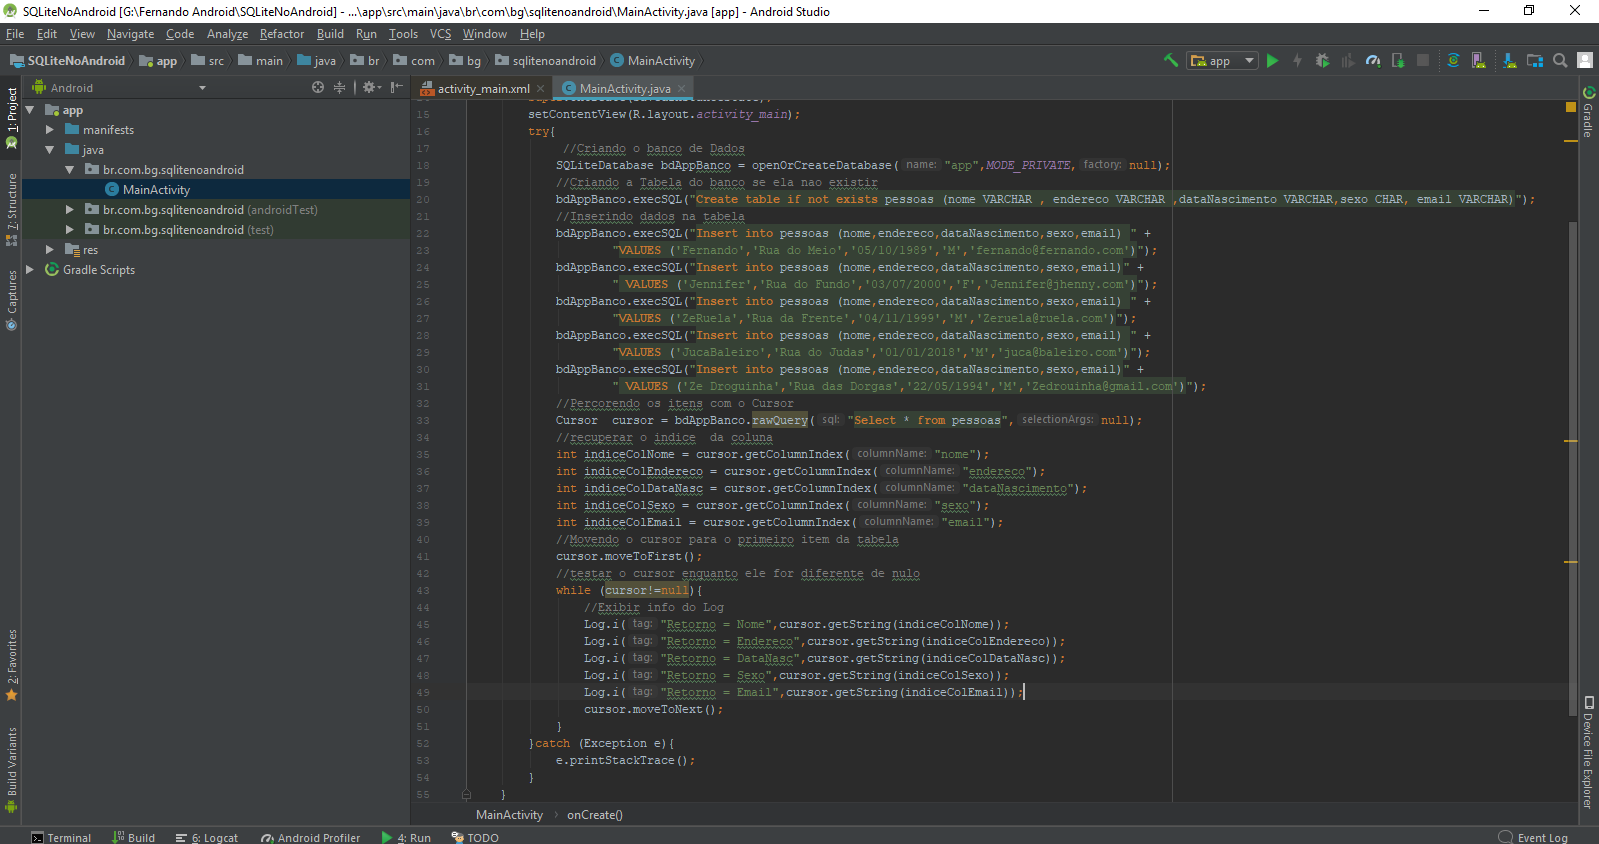 SQLiteNoAndroid [G:\Fernando Android\SQLiteNoAndroid] - ...\app\src\main\java\br\com\bg\sqlitenoandroid\MainActivity.java [app] - Android Studio
File Edit View Navigate Code Analyze Refactor Build Run Tools VCS Window Help
SQLiteNoAndroid app src main java br com bg sqlitenoandroid MainActivity app
Android
activity_main.xml MainActivity.java
1: Project
7: Structure
Captures
2: Favorites
Build Variants
app
manifests
java
br.com.bg.sqlitenoandroid
MainActivity
br.com.bg.sqlitenoandroid (androidTest)
br.com.bg.sqlitenoandroid (test)
res
Gradle Scripts
15 setContentView(R.layout.activity_main);
16 try{
17 //Criando o banco de Dados
18 SQLiteDatabase bdAppBanco = openOrCreateDatabase( name: "app",MODE_PRIVATE, factory: null);
19 //Criando a Tabela do banco se ela nao existir
20 bdAppBanco.execSQL("Create table if not exists pessoas (nome VARCHAR , endereco VARCHAR ,dataNascimento VARCHAR,sexo CHAR, email VARCHAR)");
21 //Inserindo dados na tabela
22 bdAppBanco.execSQL("Insert into pessoas (nome,endereco,dataNascimento,sexo,email) " +
23 "VALUES ('Fernando','Rua do Meio','05/10/1989','M','fernando@fernando.com')");
24 bdAppBanco.execSQL("Insert into pessoas (nome,endereco,dataNascimento,sexo,email)" +
25 " VALUES ('Jennifer','Rua do Fundo','03/07/2000','F','Jennifer@jhenny.com')");
26 bdAppBanco.execSQL("Insert into pessoas (nome,endereco,dataNascimento,sexo,email) " +
27 "VALUES ('ZeRuela','Rua da Frente','04/11/1999','M','Zeruela@ruela.com')");
28 bdAppBanco.execSQL("Insert into pessoas (nome,endereco,dataNascimento,sexo,email) " +
29 "VALUES ('JucaBaleiro','Rua do Judas','01/01/2018','M','juca@baleiro.com')");
30 bdAppBanco.execSQL("Insert into pessoas (nome,endereco,dataNascimento,sexo,email)" +
31 " VALUES ('Ze Droguinha','Rua das Dorgas','22/05/1994','M','Zedrouinha@gmail.com')");
32 //Percorendo os itens com o Cursor
33 Cursor cursor = bdAppBanco.rawQuery( sql: "Select * from pessoas", selectionArgs: null);
34 //recuperar o indice da coluna
35 int indiceColNome = cursor.getColumnIndex( columnName: "nome");
36 int indiceColEndereco = cursor.getColumnIndex( columnName: "endereco");
37 int indiceColDataNasc = cursor.getColumnIndex( columnName: "dataNascimento");
38 int indiceColSexo = cursor.getColumnIndex( columnName: "sexo");
39 int indiceColEmail = cursor.getColumnIndex( columnName: "email");
40 //Movendo o cursor para o primeiro item da tabela
41 cursor.moveToFirst();
42 //testar o cursor enquanto ele for diferente de nulo
43 while (cursor!=null){
44 //Exibir info do Log
45 Log.i( tag: "Retorno = Nome",cursor.getString(indiceColNome));
46 Log.i( tag: "Retorno = Endereco",cursor.getString(indiceColEndereco));
47 Log.i( tag: "Retorno = DataNasc",cursor.getString(indiceColDataNasc));
48 Log.i( tag: "Retorno = Sexo",cursor.getString(indiceColSexo));
49 Log.i( tag: "Retorno = Email",cursor.getString(indiceColEmail));
50 cursor.moveToNext();
51 }
52 }catch (Exception e){
53 e.printStackTrace();
54 }
55 }
MainActivity onCreate()
Gradle
Device File Explorer
Terminal Build 6: Logcat Android Profiler 4: Run TODO Event Log